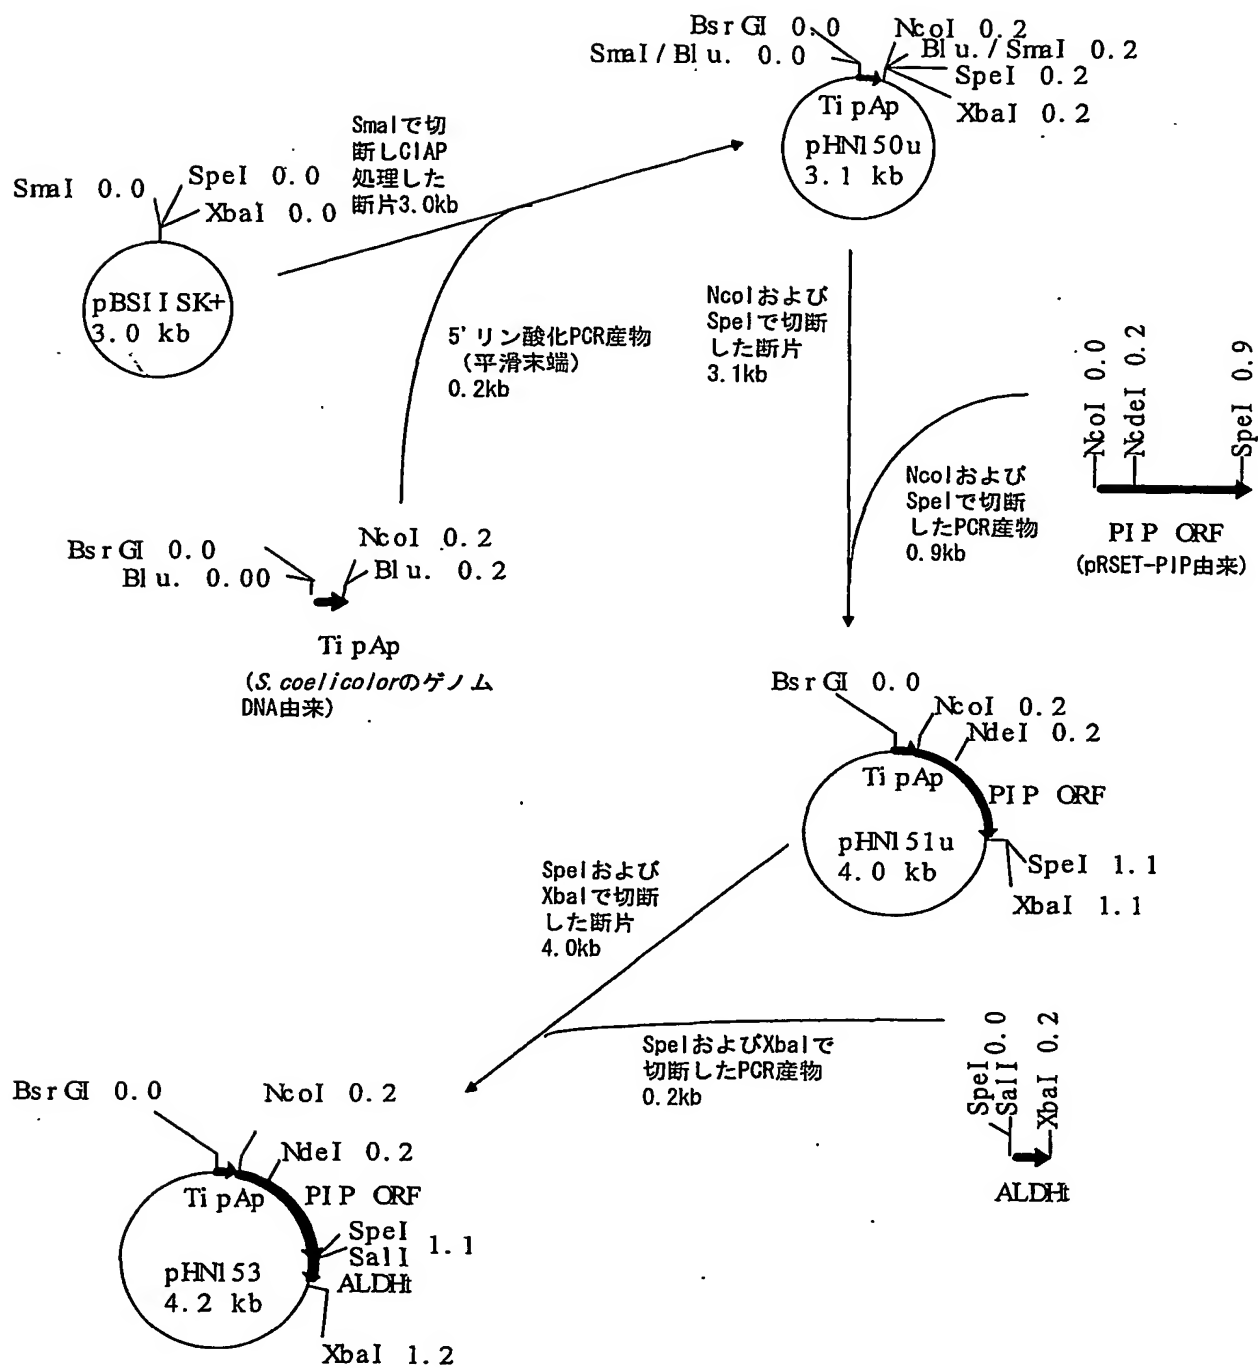 BsrGI 0.0
SmaI/Blu. 0.0
NcoI 0.2
Blu./SmaI 0.2
SpeI 0.2
XbaI 0.2
TipAp
pHN150u
3.1 kb
SmaIで切
断しCIAP
処理した
断片3.0kb
SmaI 0.0
SpeI 0.0
XbaI 0.0
pBSIISK+
3.0 kb
5'リン酸化PCR産物
(平滑末端)
0.2kb
NcoIおよび
SpeIで切断
した断片
3.1kb
NcoI 0.0
NcdeI 0.2
SpeI 0.9
PIP ORF
(pRSET-PIP由来)
NcoIおよび
SpeIで切断
したPCR産物
0.9kb
BsrGI 0.0
Blu. 0.00
NcoI 0.2
Blu. 0.2
TipAp
(S. coelicolorのゲノム
DNA由来)
BsrGI 0.0
NcoI 0.2
NdeI 0.2
TipAp
PIP ORF
pHN151u
4.0 kb
SpeI 1.1
XbaI 1.1
SpeIおよび
XbaIで切断
した断片
4.0kb
SpeIおよびXbaIで
切断したPCR産物
0.2kb
SpeI
SalI 0.0
XbaI 0.2
ALDHt
BsrGI 0.0
NcoI 0.2
NdeI 0.2
TipAp
PIP ORF
SpeI
SalI 1.1
ALDHt
pHN153
4.2 kb
XbaI 1.2